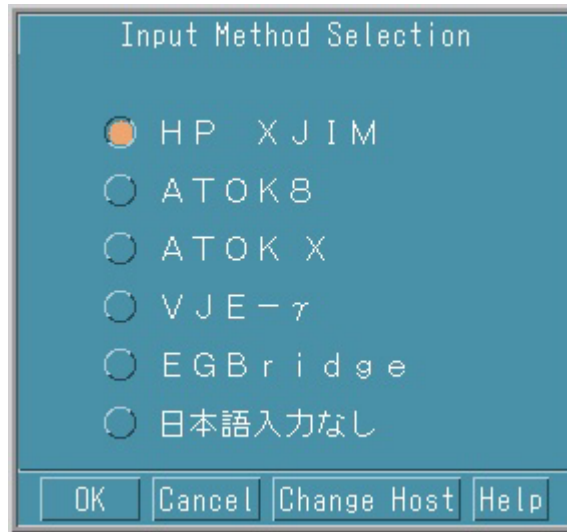 Input Method Selection
ＨＰ　ＸＪＩＭ
ＡＴＯＫ８
ＡＴＯＫ Ｘ
ＶＪＥ－γ
ＥＧＢｒｉｄｇｅ
日本語入力なし
OK Cancel Change Host Help